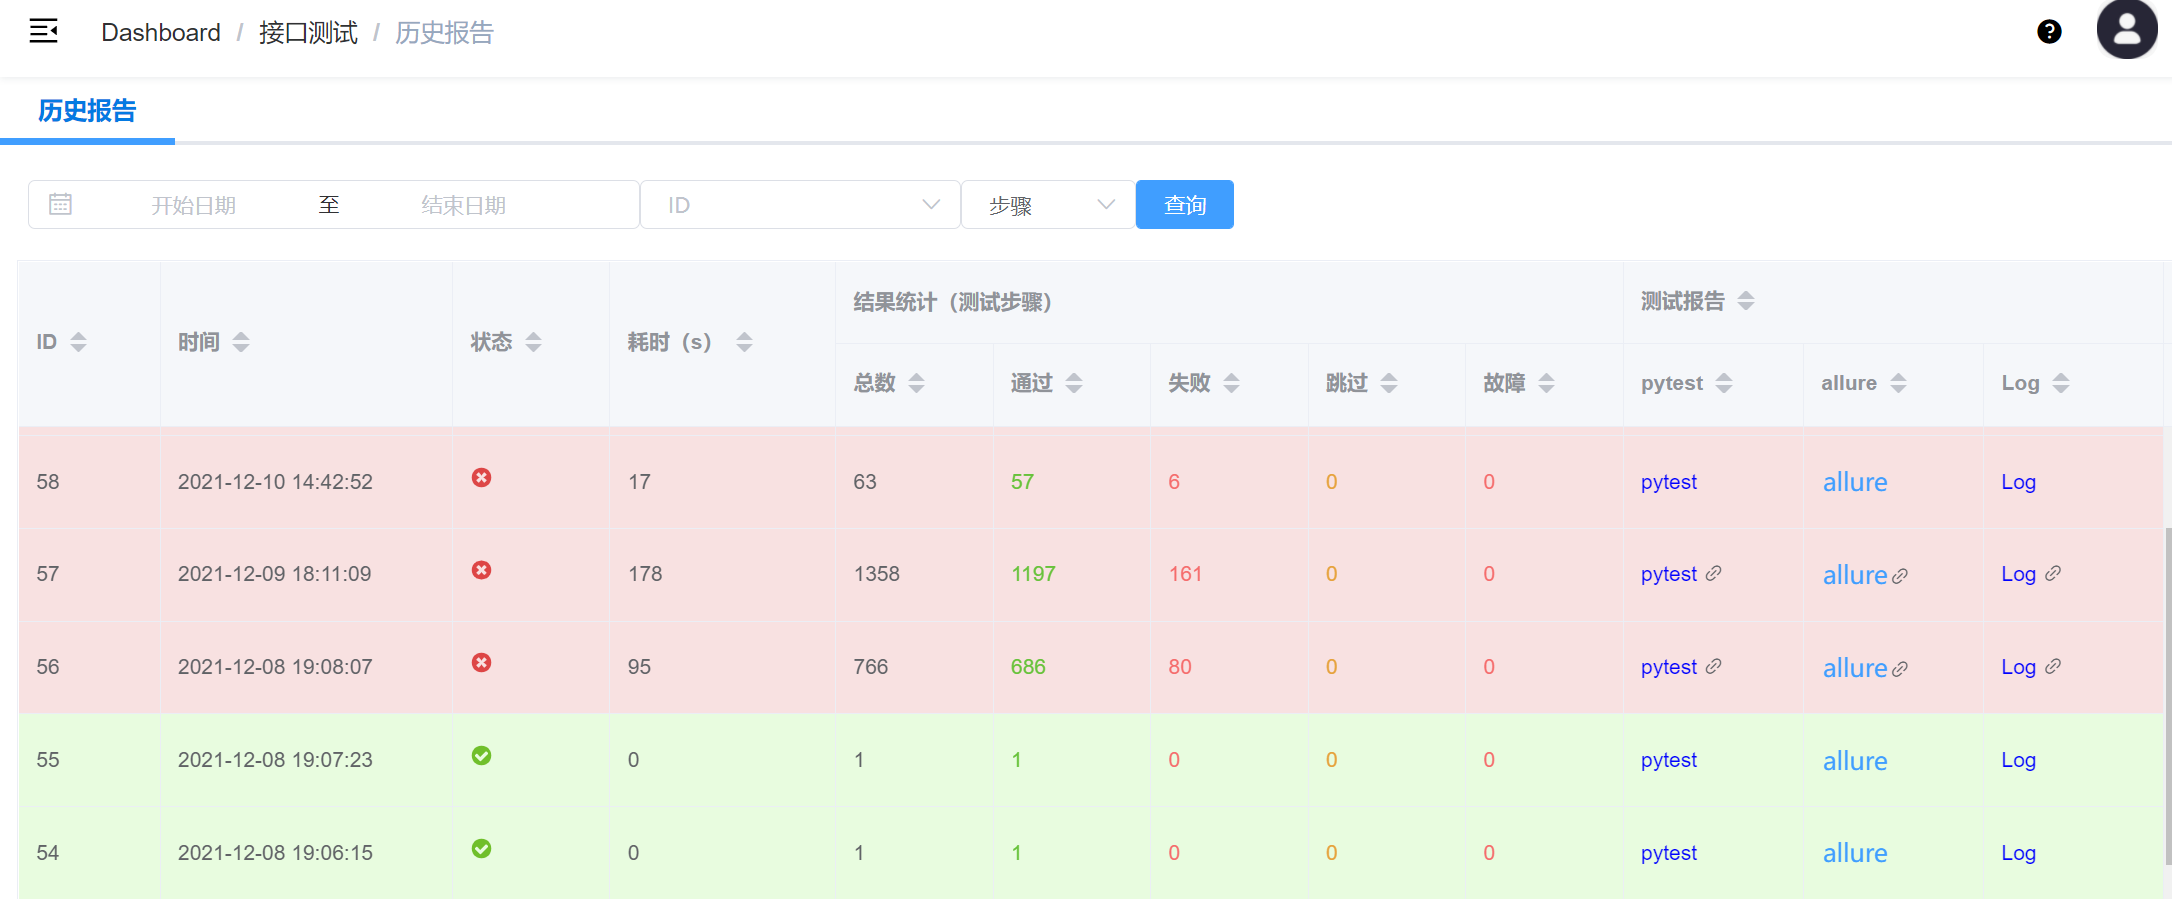 Dashboard / 接口测试 / 历史报告
历史报告
开始日期 至 结束日期 ID 步骤 查询
结果统计（测试步骤） 测试报告
ID 时间 状态 耗时（s）
总数 通过 失败 跳过 故障 pytest allure Log
58 2021-12-10 14:42:52 17 63 57 6 0 0 pytest allure Log
57 2021-12-09 18:11:09 178 1358 1197 161 0 0 pytest allure Log
56 2021-12-08 19:08:07 95 766 686 80 0 0 pytest allure Log
55 2021-12-08 19:07:23 0 1 1 0 0 0 pytest allure Log
54 2021-12-08 19:06:15 0 1 1 0 0 0 pytest allure Log